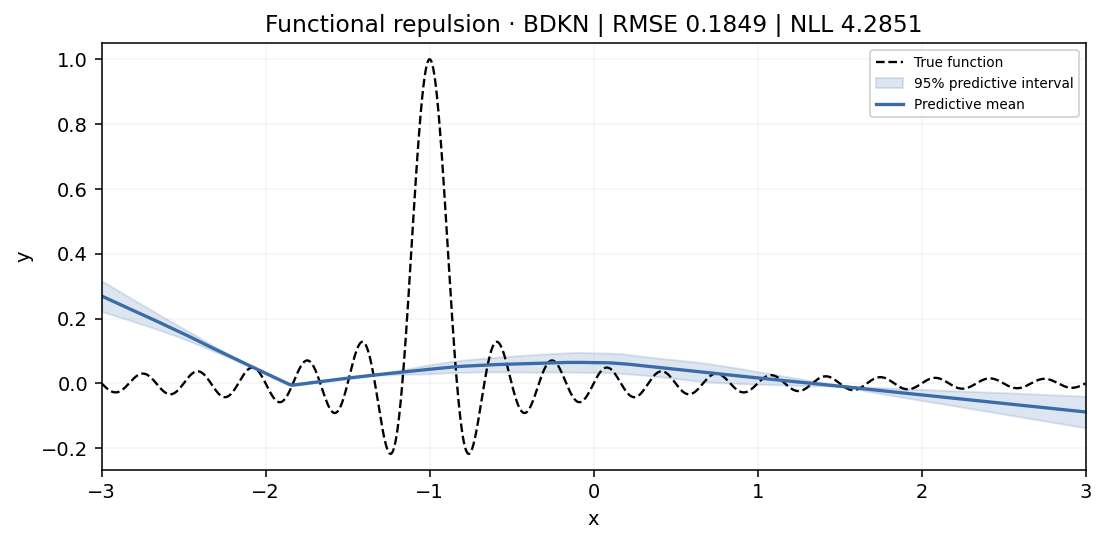 Functional repulsion · BDKN | RMSE 0.1849 | NLL 4.2851
True function
95% predictive interval
Predictive mean
1.0
0.8
0.6
0.4
0.2
0.0
−0.2
y
−3
−2
−1
0
1
2
3
x